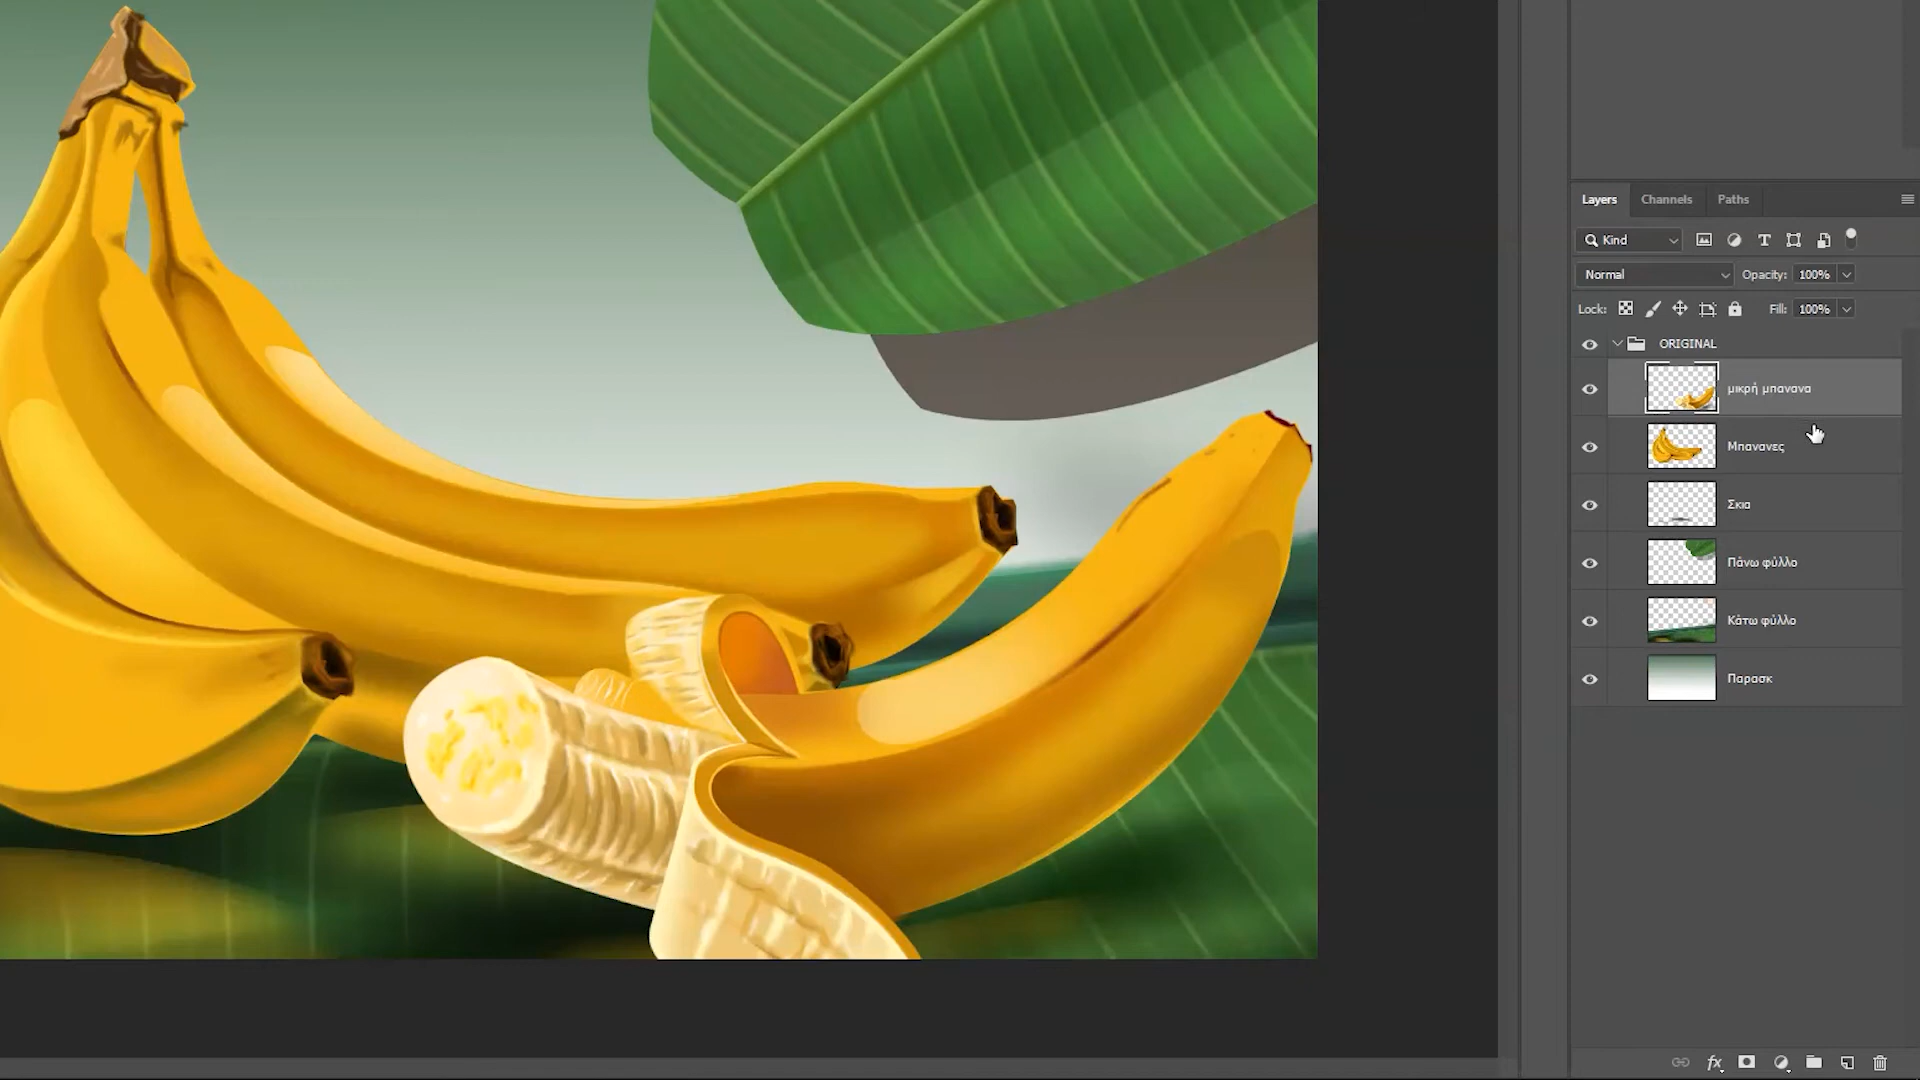 Layers Channels Paths
Kind
Normal Opacity: 100%
Lock: Fill: 100%
ORIGINAL
μικρή μπανανα
Μπανανες
Σκια
Πάνω φύλλο
Κάτω φύλλο
Παρασκ
fx